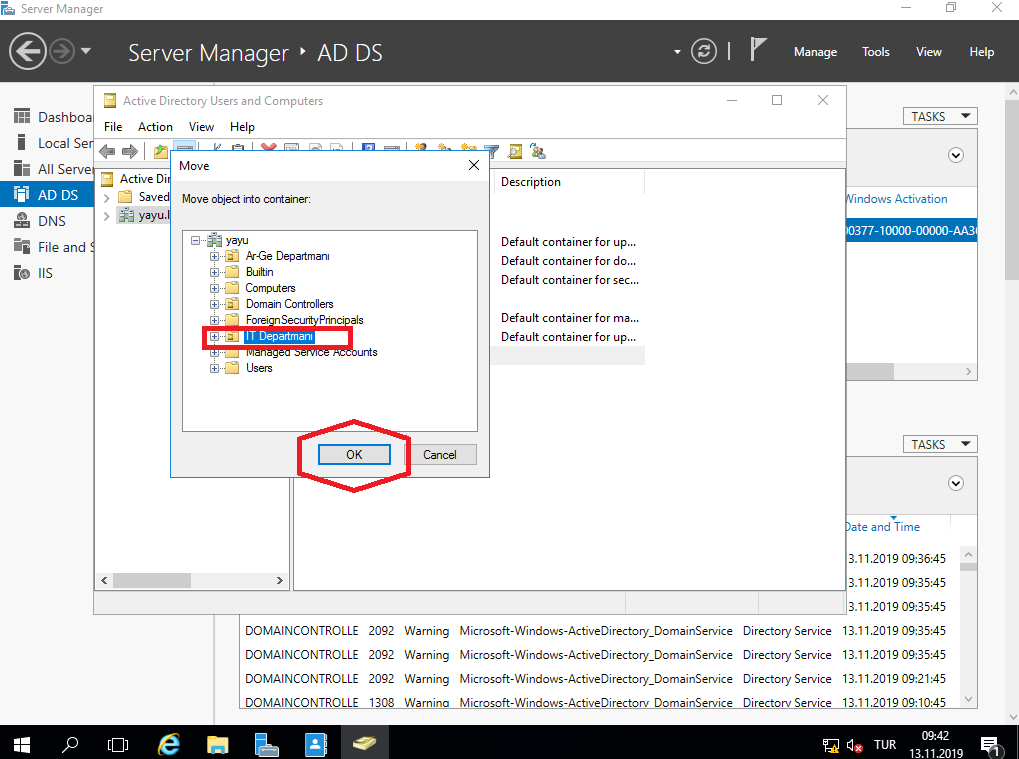 Server Manager
Server Manager ‣ AD DS
Manage Tools View Help
Active Directory Users and Computers
File Action View Help
Dashboa
Local Ser
All Server
AD DS
DNS
File and S
IIS
TASKS
Active Dir
Saved
yayu.l
Move
Move object into container:
yayu
Ar-Ge Departmanı
Builtin
Computers
Domain Controllers
ForeignSecurityPrincipals
IT Departmanı
Managed Service Accounts
Users
OK Cancel
Description
Default container for up...
Default container for do...
Default container for sec...
Default container for ma...
Default container for up...
Windows Activation
00377-10000-00000-AA36
TASKS
Date and Time
3.11.2019 09:36:45
3.11.2019 09:35:45
3.11.2019 09:35:45
DOMAINCONTROLLE 2092 Warning Microsoft-Windows-ActiveDirectory_DomainService Directory Service 13.11.2019 09:35:45
DOMAINCONTROLLE 2092 Warning Microsoft-Windows-ActiveDirectory_DomainService Directory Service 13.11.2019 09:35:45
DOMAINCONTROLLE 2092 Warning Microsoft-Windows-ActiveDirectory_DomainService Directory Service 13.11.2019 09:21:45
DOMAINCONTROLLE 1308 Warning Microsoft-Windows-ActiveDirectory_DomainService Directory Service 13.11.2019 09:10:45
TUR
09:42
13.11.2019
1